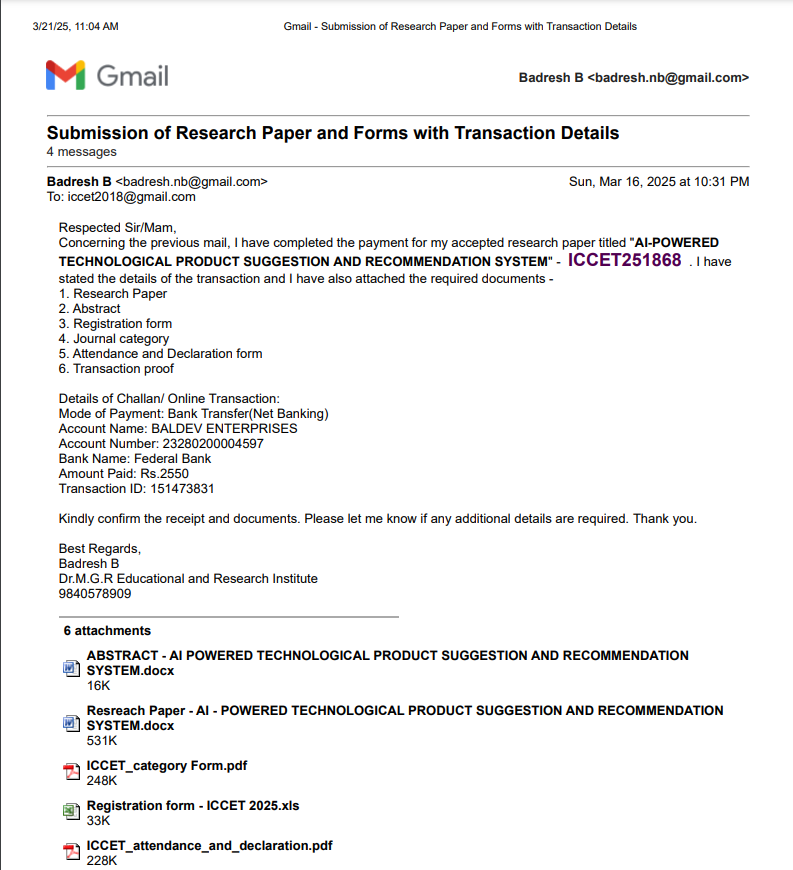 3/21/25, 11:04 AM
Gmail - Submission of Research Paper and Forms with Transaction Details
Gmail
Badresh B <badresh.nb@gmail.com>
Submission of Research Paper and Forms with Transaction Details
4 messages
Badresh B <badresh.nb@gmail.com>
Sun, Mar 16, 2025 at 10:31 PM
To: iccet2018@gmail.com
Respected Sir/Mam,
Concerning the previous mail, I have completed the payment for my accepted research paper titled "AI-POWERED
TECHNOLOGICAL PRODUCT SUGGESTION AND RECOMMENDATION SYSTEM" - ICCET251868 . I have
stated the details of the transaction and I have also attached the required documents -
1. Research Paper
2. Abstract
3. Registration form
4. Journal category
5. Attendance and Declaration form
6. Transaction proof
Details of Challan/ Online Transaction:
Mode of Payment: Bank Transfer(Net Banking)
Account Name: BALDEV ENTERPRISES
Account Number: 23280200004597
Bank Name: Federal Bank
Amount Paid: Rs.2550
Transaction ID: 151473831
Kindly confirm the receipt and documents. Please let me know if any additional details are required. Thank you.
Best Regards,
Badresh B
Dr.M.G.R Educational and Research Institute
9840578909
6 attachments
ABSTRACT - AI POWERED TECHNOLOGICAL PRODUCT SUGGESTION AND RECOMMENDATION
SYSTEM.docx
16K
Resreach Paper - AI - POWERED TECHNOLOGICAL PRODUCT SUGGESTION AND RECOMMENDATION
SYSTEM.docx
531K
ICCET_category Form.pdf
248K
Registration form - ICCET 2025.xls
33K
ICCET_attendance_and_declaration.pdf
228K